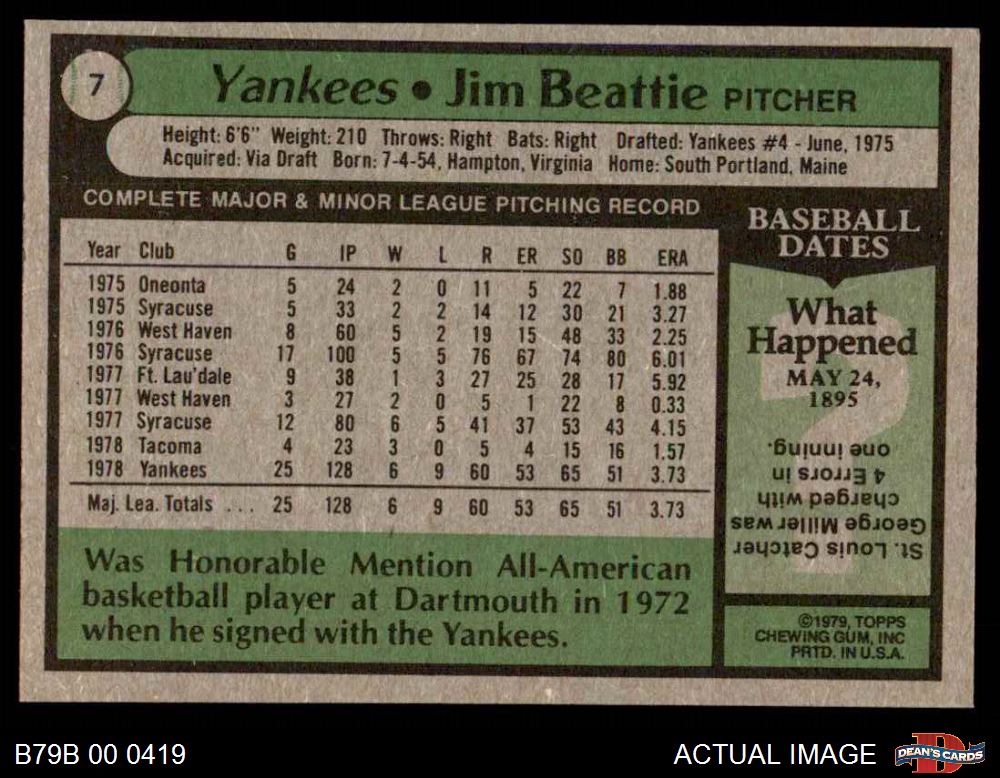 7
Yankees • Jim Beattie PITCHER
Height: 6'6" Weight: 210 Throws: Right Bats: Right Drafted: Yankees #4 - June, 1975
Acquired: Via Draft Born: 7-4-54, Hampton, Virginia Home: South Portland, Maine
COMPLETE MAJOR & MINOR LEAGUE PITCHING RECORD
Year Club G IP W L R ER SO BB ERA
1975 Oneonta 5 24 2 0 11 5 22 7 1.88
1975 Syracuse 5 33 2 2 14 12 30 21 3.27
1976 West Haven 8 60 5 2 19 15 48 33 2.25
1976 Syracuse 17 100 5 5 76 67 74 80 6.01
1977 Ft. Lau'dale 9 38 1 3 27 25 28 17 5.92
1977 West Haven 3 27 2 0 5 1 22 8 0.33
1977 Syracuse 12 80 6 5 41 37 53 43 4.15
1978 Tacoma 4 23 3 0 5 4 15 16 1.57
1978 Yankees 25 128 6 9 60 53 65 51 3.73
Maj. Lea. Totals ... 25 128 6 9 60 53 65 51 3.73
Was Honorable Mention All-American
basketball player at Dartmouth in 1972
when he signed with the Yankees.
BASEBALL
DATES
What
Happened
MAY 24,
1895
St. Louis Catcher
George Miller was
charged with
4 Errors in
one inning.
©1979, TOPPS
CHEWING GUM, INC
PRTD. IN U.S.A.
B79B 00 0419
ACTUAL IMAGE
DEAN'S CARDS